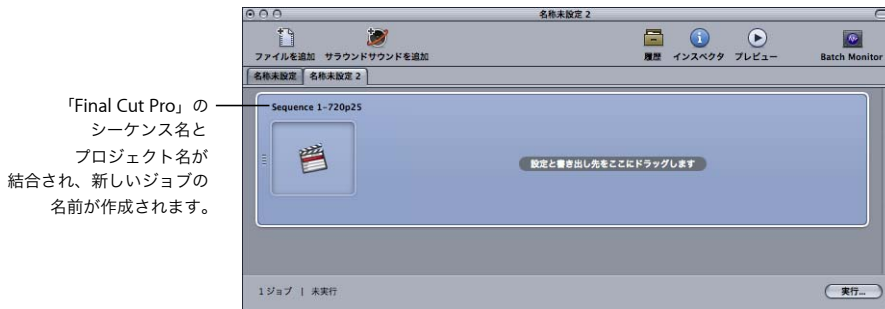 名称未設定 2
ファイルを追加 サラウンドサウンドを追加 履歴 インスペクタ プレビュー Batch Monitor
名称未設定 名称未設定 2
「Final Cut Pro」の
シーケンス名と
プロジェクト名が
結合され、新しいジョブの
名前が作成されます。
Sequence 1-720p25
設定と書き出し先をここにドラッグします
1 ジョブ | 未実行
実行...